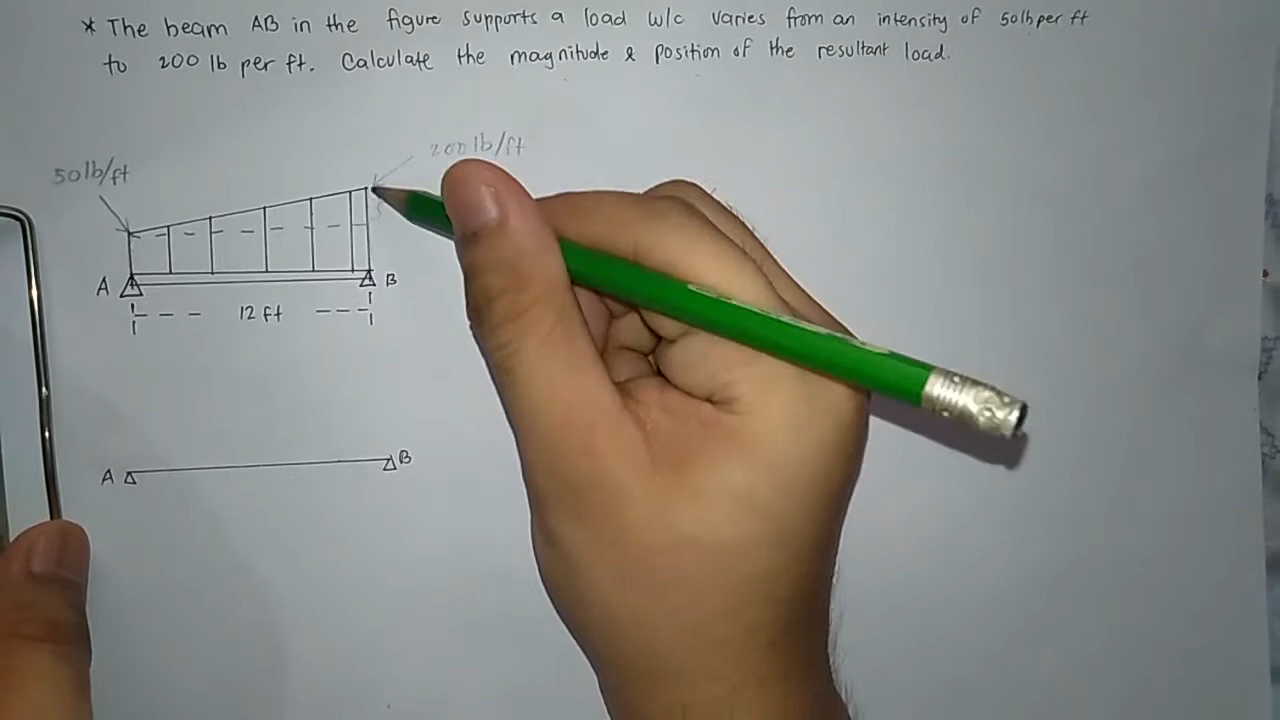 * The beam AB in the figure supports a load w/c varies from an intensity of 50lb per ft
to 200 lb per ft. Calculate the magnitude & position of the resultant load.
200 lb/ft
50 lb/ft
A
B
12 ft
A
B